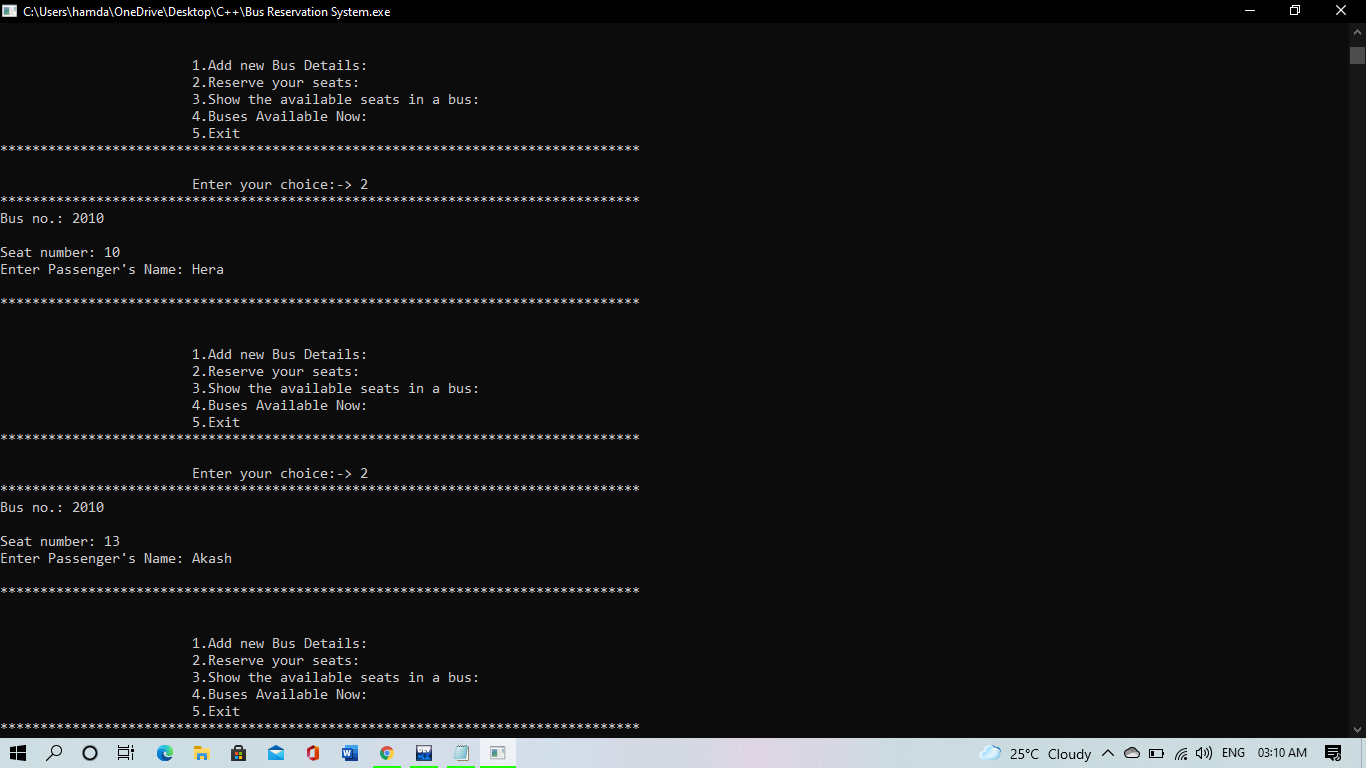 C:\Users\hamda\OneDrive\Desktop\C++\Bus Reservation System.exe
1.Add new Bus Details:
2.Reserve your seats:
3.Show the available seats in a bus:
4.Buses Available Now:
5.Exit
********************************************************************************
Enter your choice:-> 2
********************************************************************************
Bus no.: 2010
Seat number: 10
Enter Passenger's Name: Hera
********************************************************************************
1.Add new Bus Details:
2.Reserve your seats:
3.Show the available seats in a bus:
4.Buses Available Now:
5.Exit
********************************************************************************
Enter your choice:-> 2
********************************************************************************
Bus no.: 2010
Seat number: 13
Enter Passenger's Name: Akash
********************************************************************************
1.Add new Bus Details:
2.Reserve your seats:
3.Show the available seats in a bus:
4.Buses Available Now:
5.Exit
********************************************************************************
25°C Cloudy ENG 03:10 AM